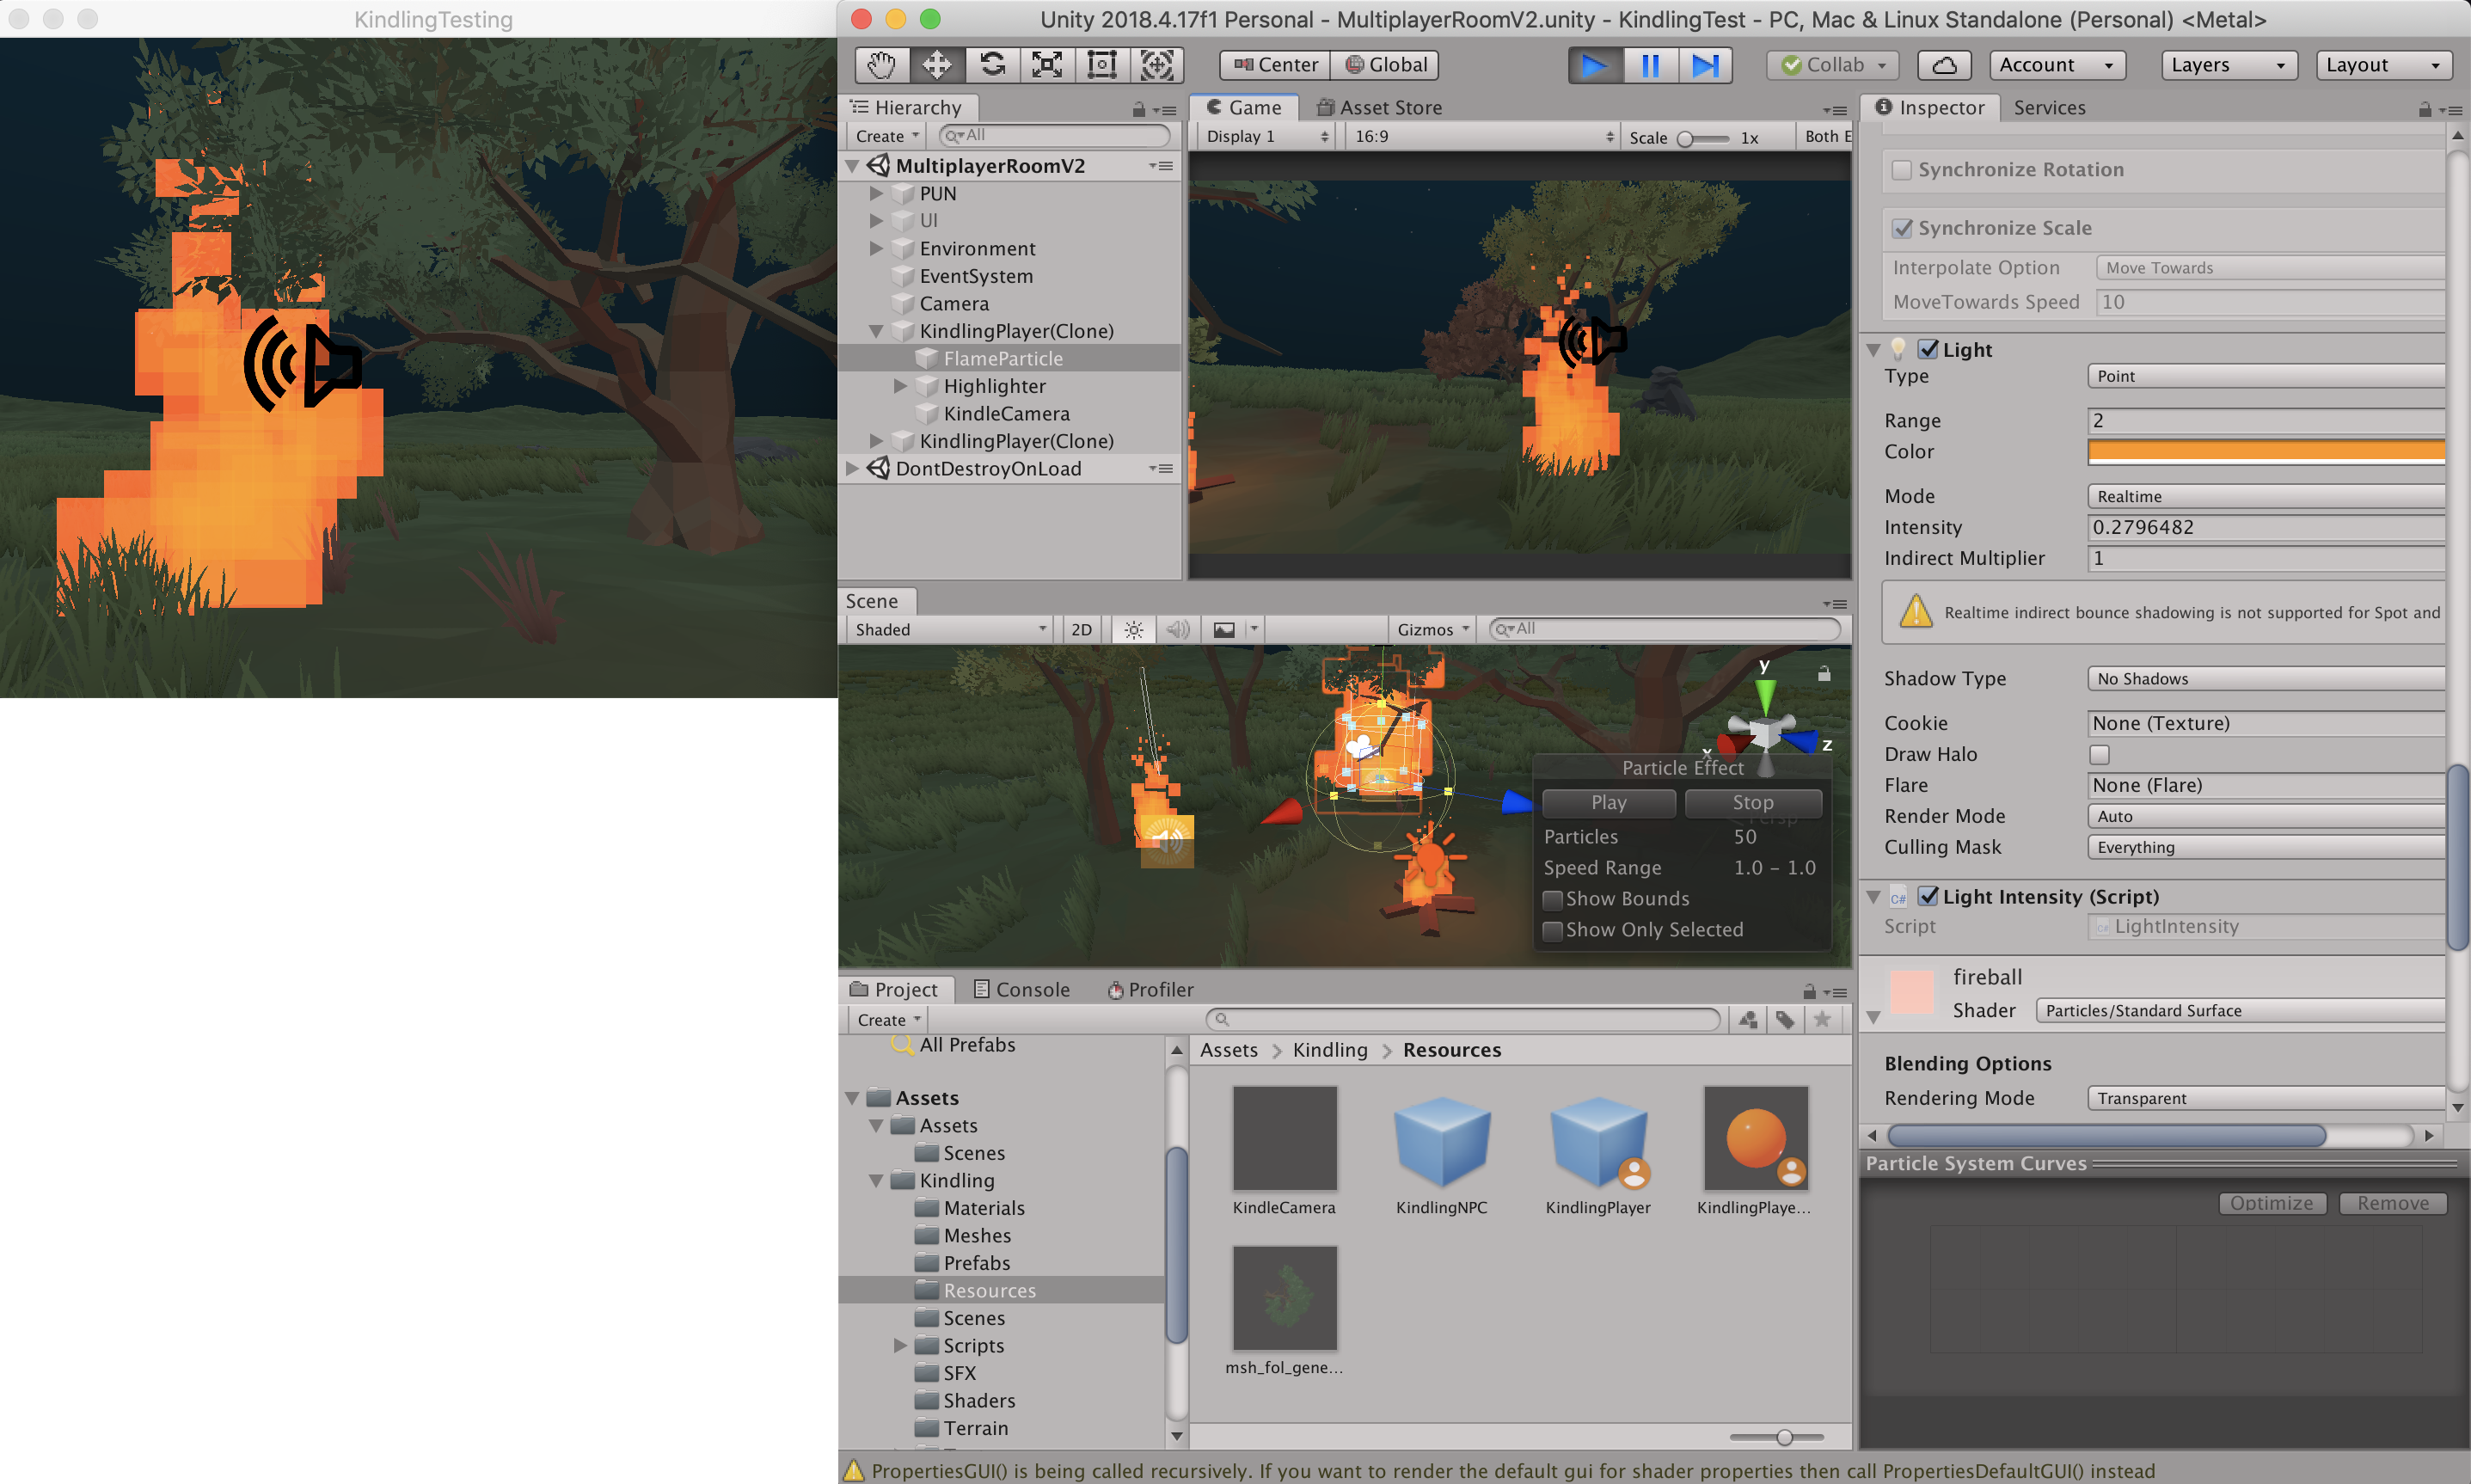 KindlingTesting
Unity 2018.4.17f1 Personal - MultiplayerRoomV2.unity - KindlingTest - PC, Mac & Linux Standalone (Personal) <Metal>
Center Global Collab Account Layers Layout
Hierarchy
Create All
MultiplayerRoomV2
PUN
UI
Environment
EventSystem
Camera
KindlingPlayer(Clone)
FlameParticle
Highlighter
KindleCamera
KindlingPlayer(Clone)
DontDestroyOnLoad
Game Asset Store
Display 1 16:9 Scale 1x Both E
Scene
Shaded 2D Gizmos All
y
x
z
Persp
Particle Effect
Play Stop
Particles 50
Speed Range 1.0 - 1.0
Show Bounds
Show Only Selected
Project Console Profiler
Create
All Prefabs
Assets
Assets
Scenes
Kindling
Materials
Meshes
Prefabs
Resources
Scenes
Scripts
SFX
Shaders
Terrain
Assets Kindling Resources
KindleCamera KindlingNPC KindlingPlayer KindlingPlaye...
msh_fol_gene...
Inspector Services
Synchronize Rotation
Synchronize Scale
Interpolate Option Move Towards
MoveTowards Speed 10
Light
Type Point
Range 2
Color
Mode Realtime
Intensity 0.2796482
Indirect Multiplier 1
Realtime indirect bounce shadowing is not supported for Spot and
Shadow Type No Shadows
Cookie None (Texture)
Draw Halo
Flare None (Flare)
Render Mode Auto
Culling Mask Everything
C# Light Intensity (Script)
Script LightIntensity
fireball
Shader Particles/Standard Surface
Blending Options
Rendering Mode Transparent
Particle System Curves
Optimize Remove
PropertiesGUI() is being called recursively. If you want to render the default gui for shader properties then call PropertiesDefaultGUI() instead